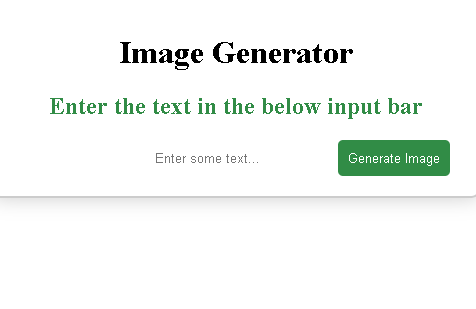 Image Generator
Enter the text in the below input bar
Enter some text...
Generate Image